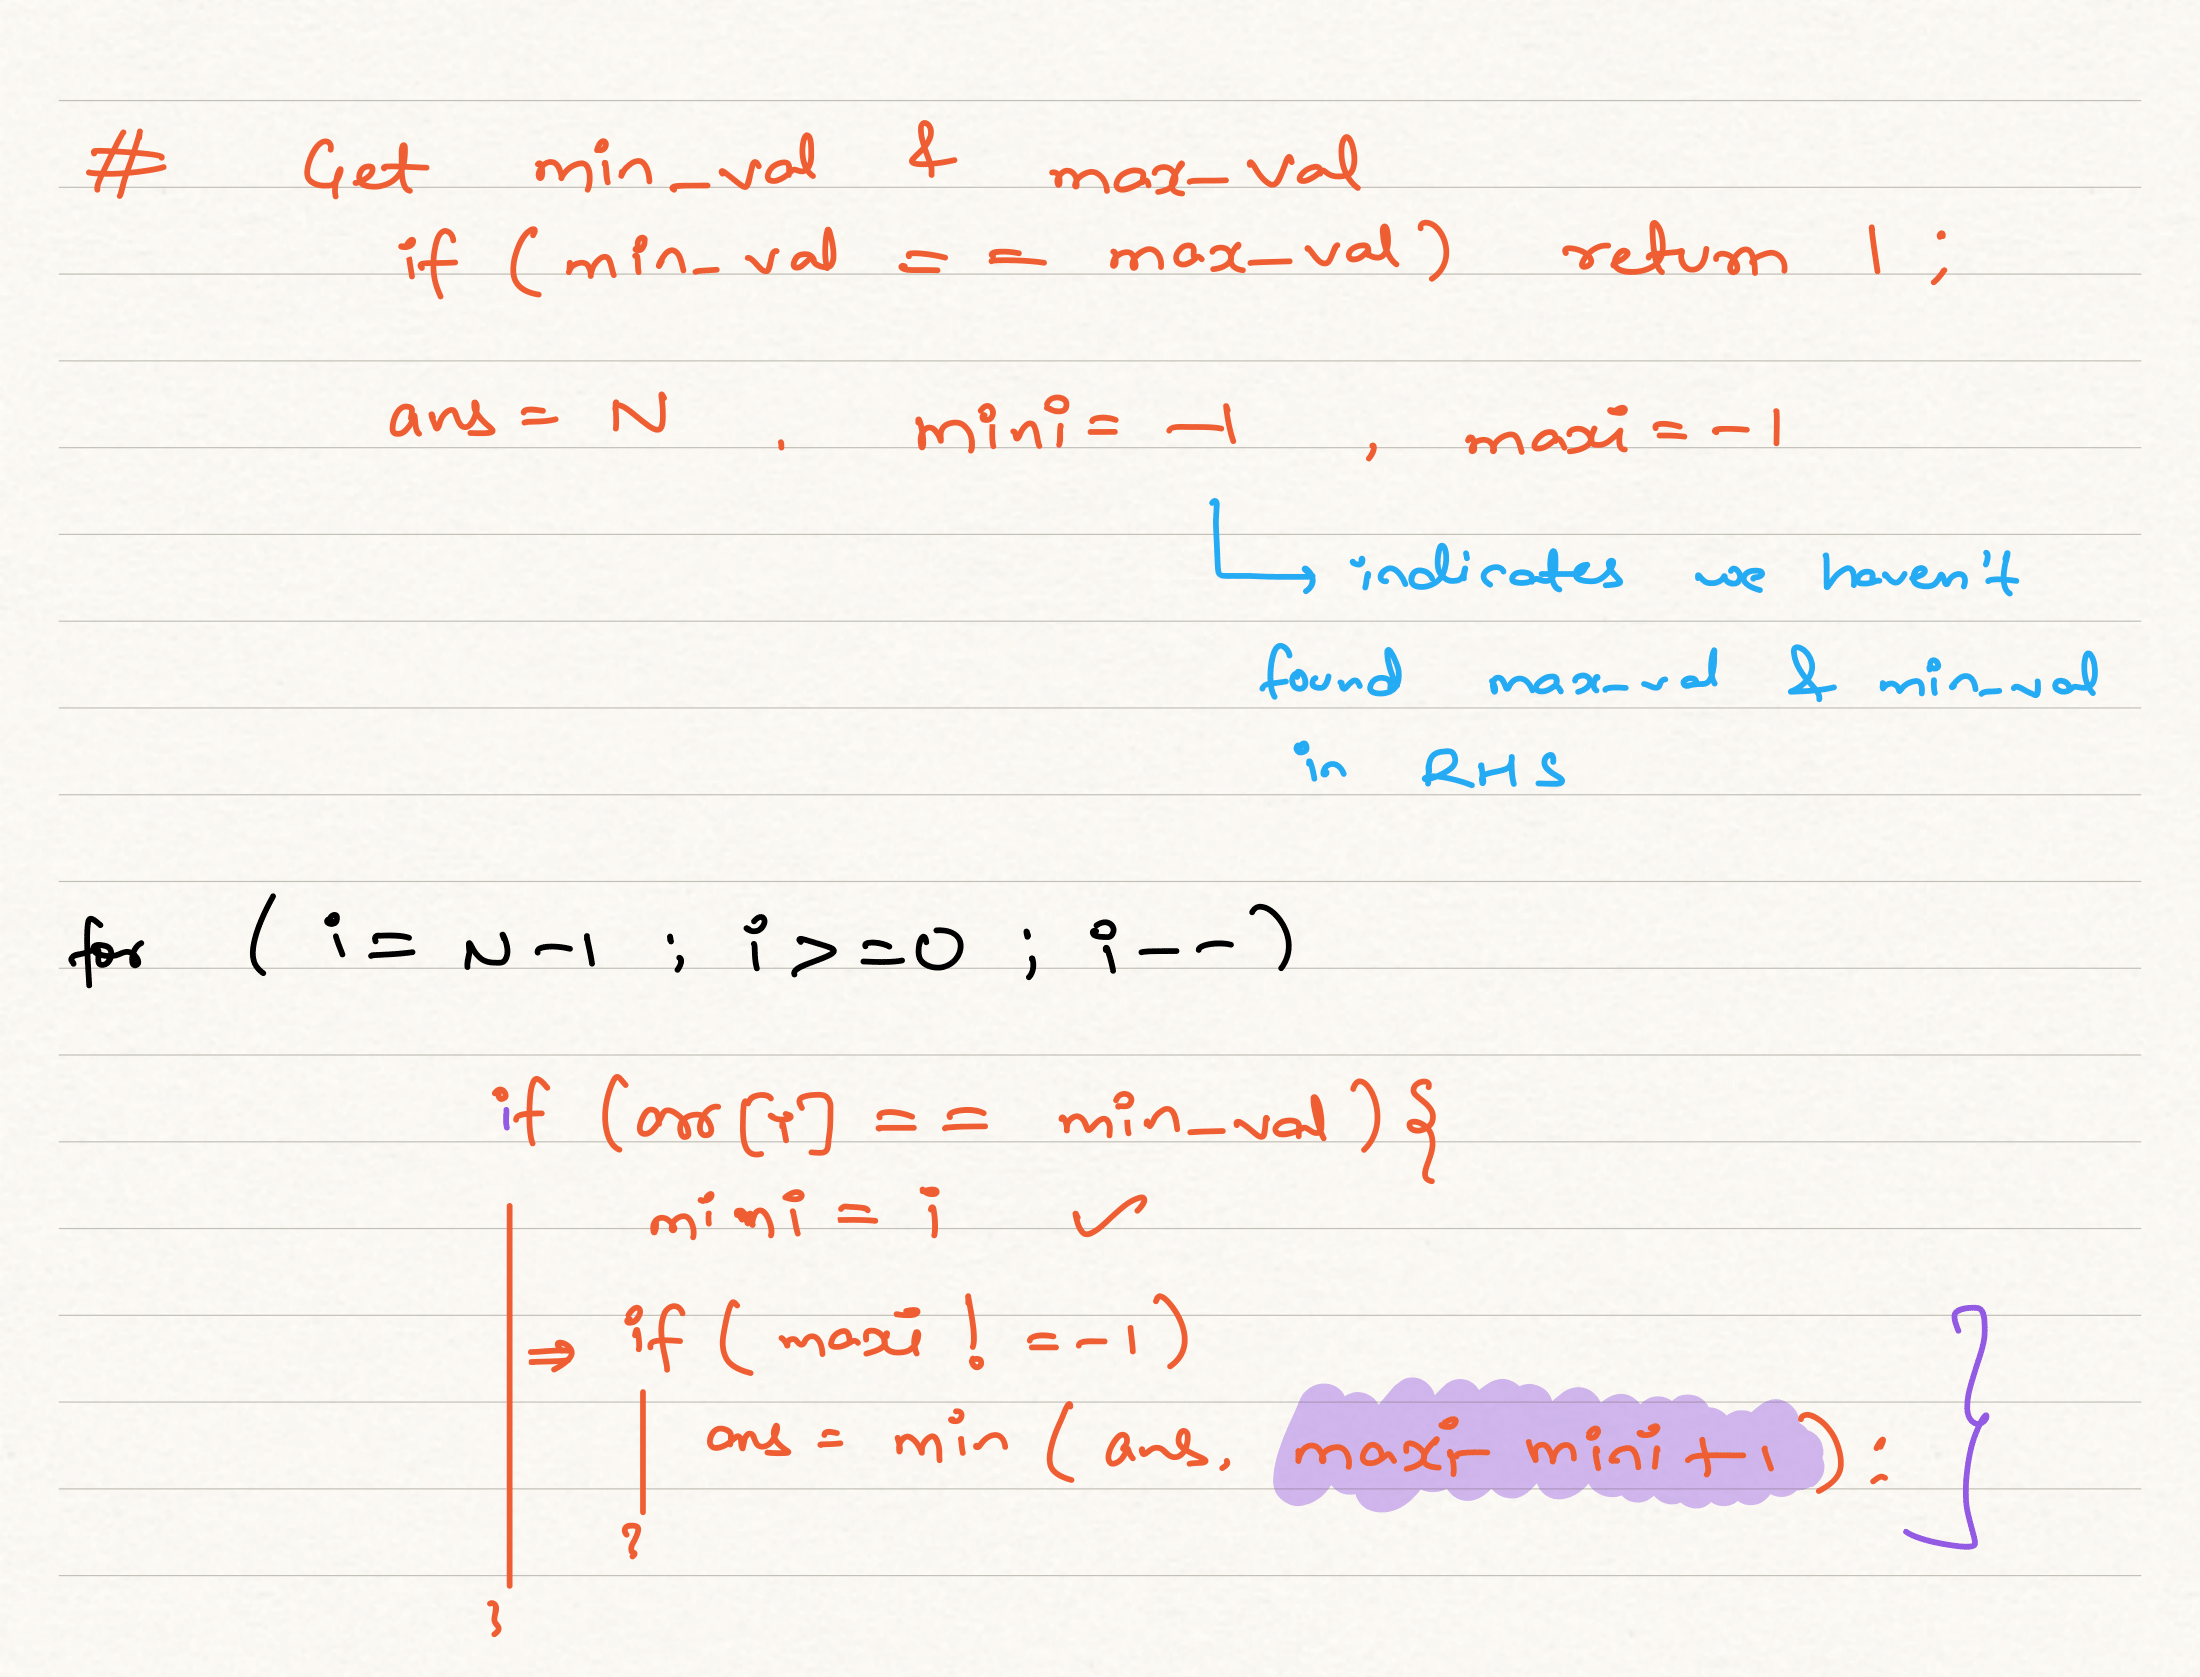 # Get min_val & max_val
if (min_val == max_val) return 1;
ans = N , mini = -1 , maxi = -1
indicates we haven't
found max_val & min_val
in RHS
for (i = N-1 ; i >= 0 ; i--)
if (arr[i] == min_val) {
mini = i ✓
⇒ if (maxi != -1)
ans = min (ans, maxi - mini + 1);
}
}